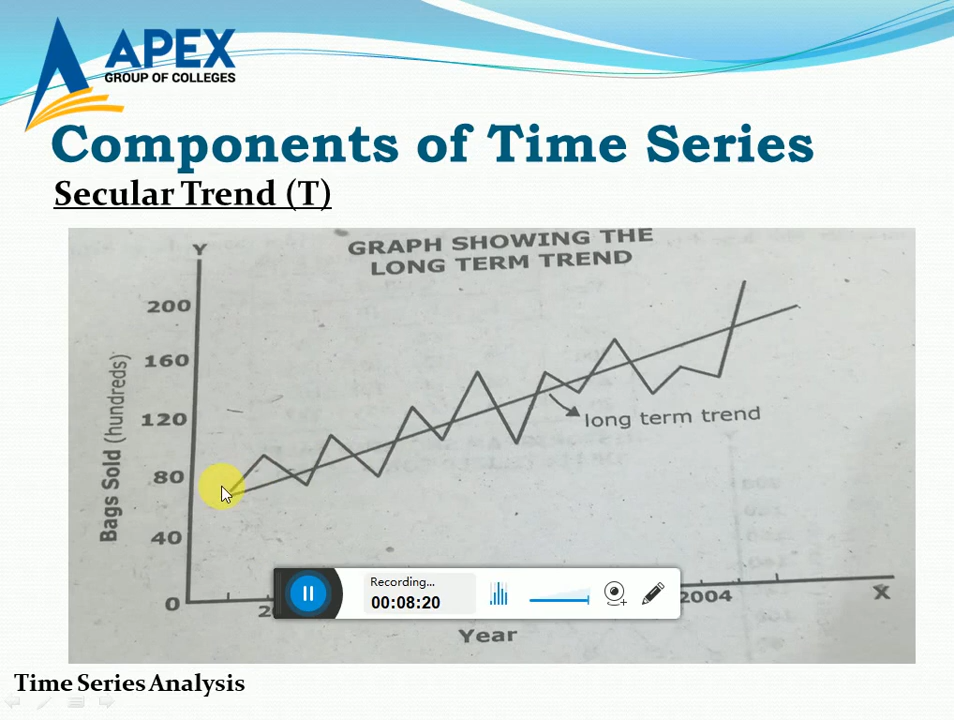 APEX
GROUP OF COLLEGES
Components of Time Series
Secular Trend (T)
GRAPH SHOWING THE
LONG TERM TREND
Y
200
160
120
80
40
0
Bags Sold (hundreds)
long term trend
Recording...
00:08:20
2004
X
Year
Time Series Analysis